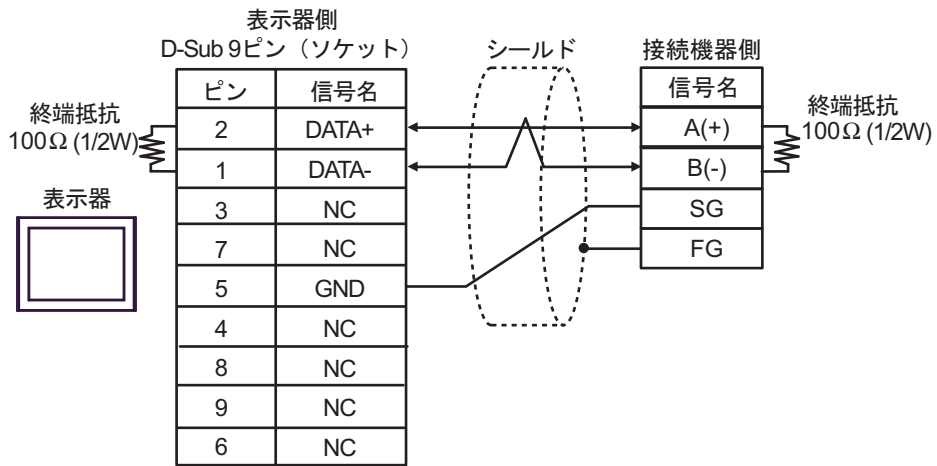 表示器側
D-Sub 9ピン（ソケット）
シールド
接続機器側
ピン 信号名
信号名
終端抵抗
100Ω (1/2W)
2 DATA+
A(+)
終端抵抗
100Ω (1/2W)
1 DATA-
B(-)
表示器
3 NC
SG
7 NC
FG
5 GND
4 NC
8 NC
9 NC
6 NC